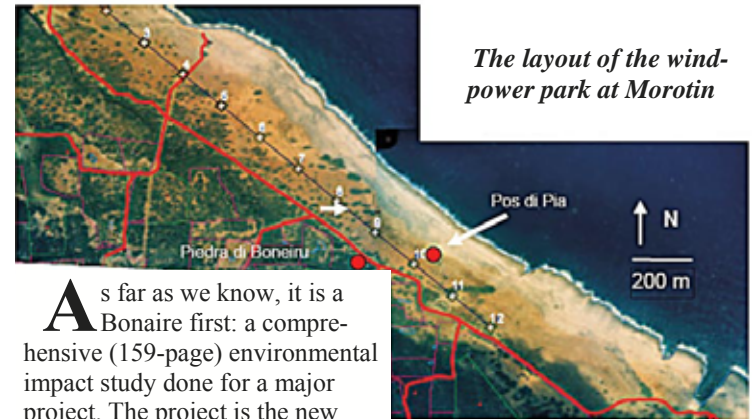 The layout of the wind-
power park at Morotin
3
4
5
6
7
8
9
10
11
12
Pos di Pia
N
200 m
Piedra di Boneiru
As far as we know, it is a
Bonaire first: a compre-
hensive (159-page) environmental
impact study done for a major
project. The project is the new